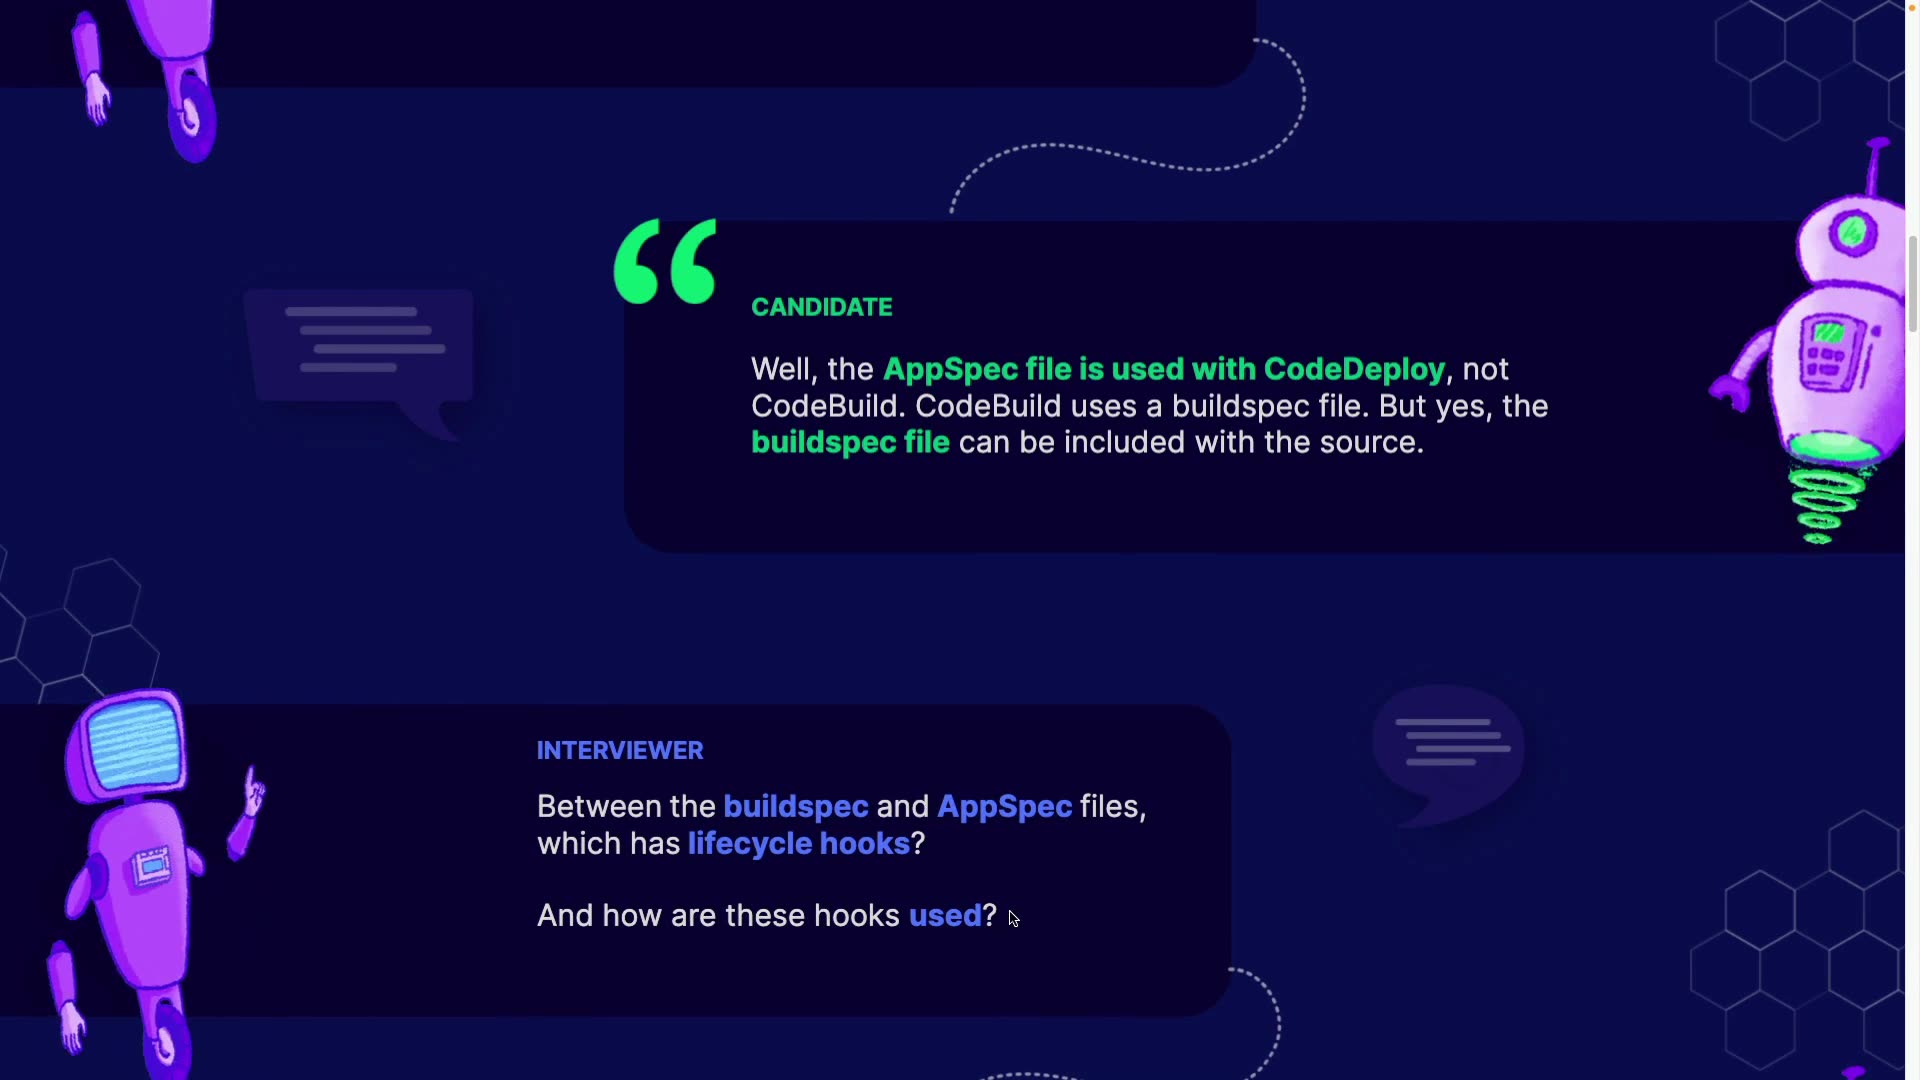 CANDIDATE
Well, the AppSpec file is used with CodeDeploy, not
CodeBuild. CodeBuild uses a buildspec file. But yes, the
buildspec file can be included with the source.
INTERVIEWER
Between the buildspec and AppSpec files,
which has lifecycle hooks?
And how are these hooks used?